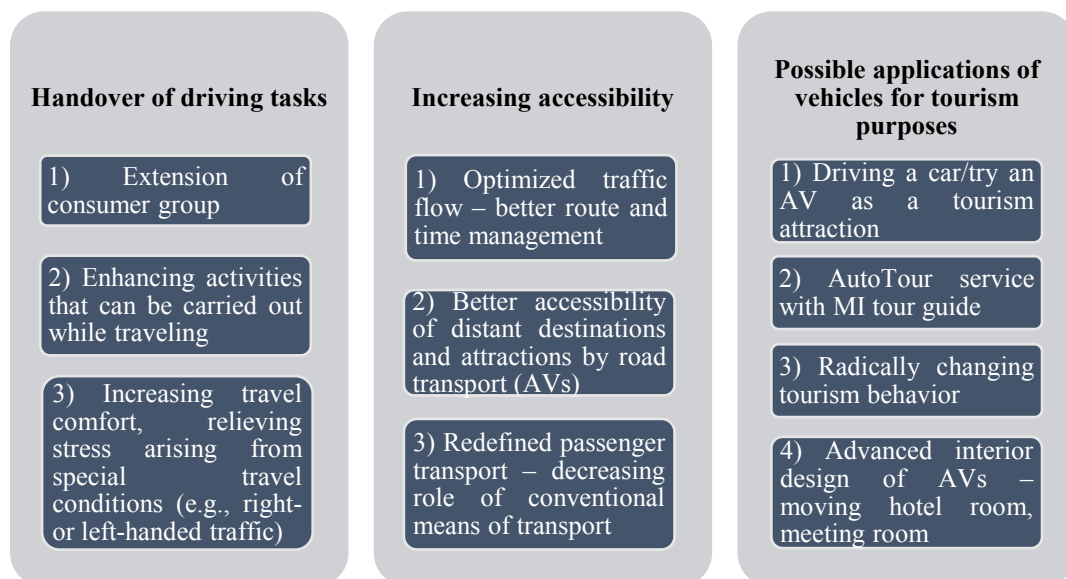 Handover of driving tasks
1) Extension of
consumer group
2) Enhancing activities
that can be carried out
while traveling
3) Increasing travel
comfort, relieving
stress arising from
special travel
conditions (e.g., right-
or left-handed traffic)
Increasing accessibility
1) Optimized traffic
flow – better route and
time management
2) Better accessibility
of distant destinations
and attractions by road
transport (AVs)
3) Redefined passenger
transport – decreasing
role of conventional
means of transport
Possible applications of
vehicles for tourism
purposes
1) Driving a car/try an
AV as a tourism
attraction
2) AutoTour service
with MI tour guide
3) Radically changing
tourism behavior
4) Advanced interior
design of AVs –
moving hotel room,
meeting room